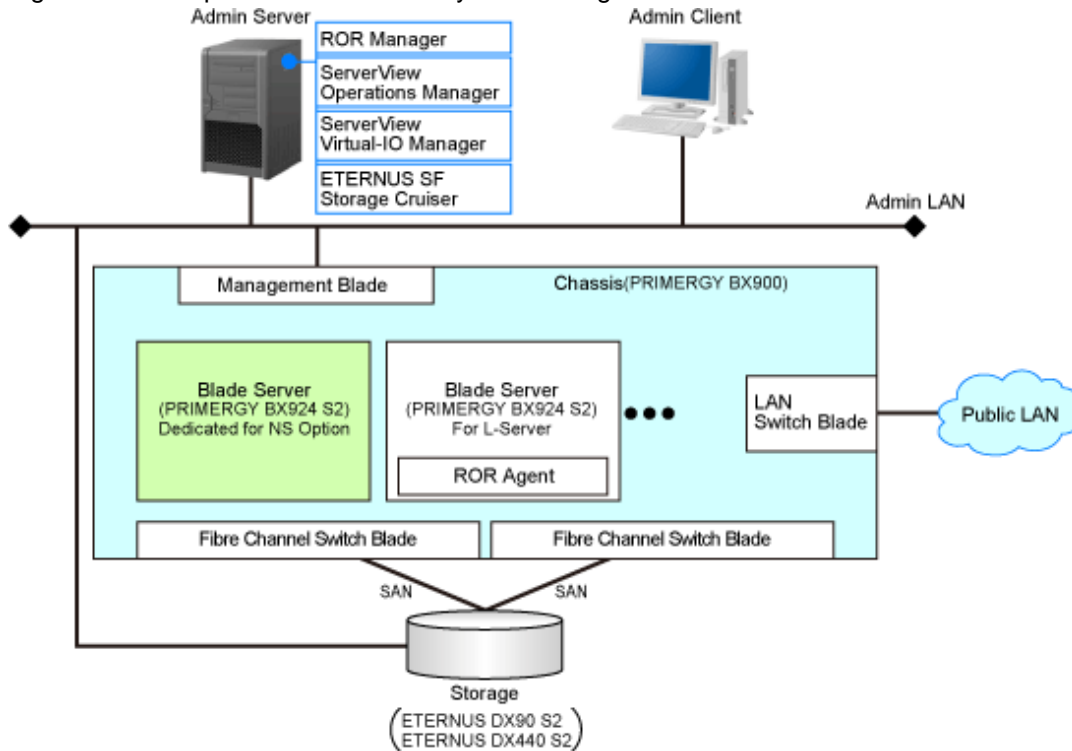 Admin Server
Admin Client
ROR Manager
ServerView
Operations Manager
ServerView
Virtual-IO Manager
ETERNUS SF
Storage Cruiser
Admin LAN
Management Blade
Chassis(PRIMERGY BX900)
Blade Server
(PRIMERGY BX924 S2)
Dedicated for NS Option
Blade Server
(PRIMERGY BX924 S2)
For L-Server
ROR Agent
LAN
Switch Blade
Public LAN
Fibre Channel Switch Blade
Fibre Channel Switch Blade
SAN
SAN
Storage
(ETERNUS DX90 S2
ETERNUS DX440 S2)